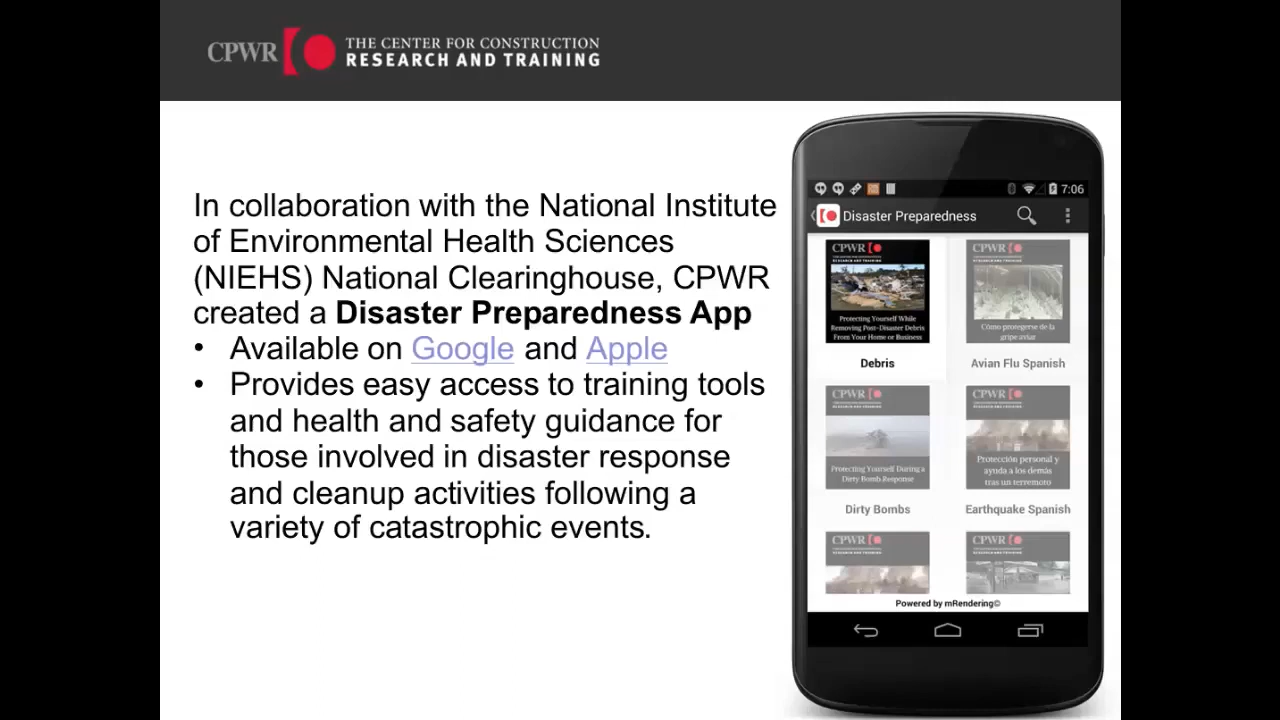 CPWR
THE CENTER FOR CONSTRUCTION
RESEARCH AND TRAINING
In collaboration with the National Institute
of Environmental Health Sciences
(NIEHS) National Clearinghouse, CPWR
created a Disaster Preparedness App
• Available on Google and Apple
• Provides easy access to training tools
and health and safety guidance for
those involved in disaster response
and cleanup activities following a
variety of catastrophic events.
7:06
Disaster Preparedness
CPWR
Protecting Yourself While
Removing Post-Disaster Debris
From Your Home or Business
Debris
CPWR
Cómo protegerse de la
gripe aviar
Avian Flu Spanish
CPWR
Protecting Yourself During a
Dirty Bomb Response
Dirty Bombs
CPWR
Protección personal y
ayuda a los demás
tras un terremoto
Earthquake Spanish
CPWR
CPWR
Powered by mRendering©